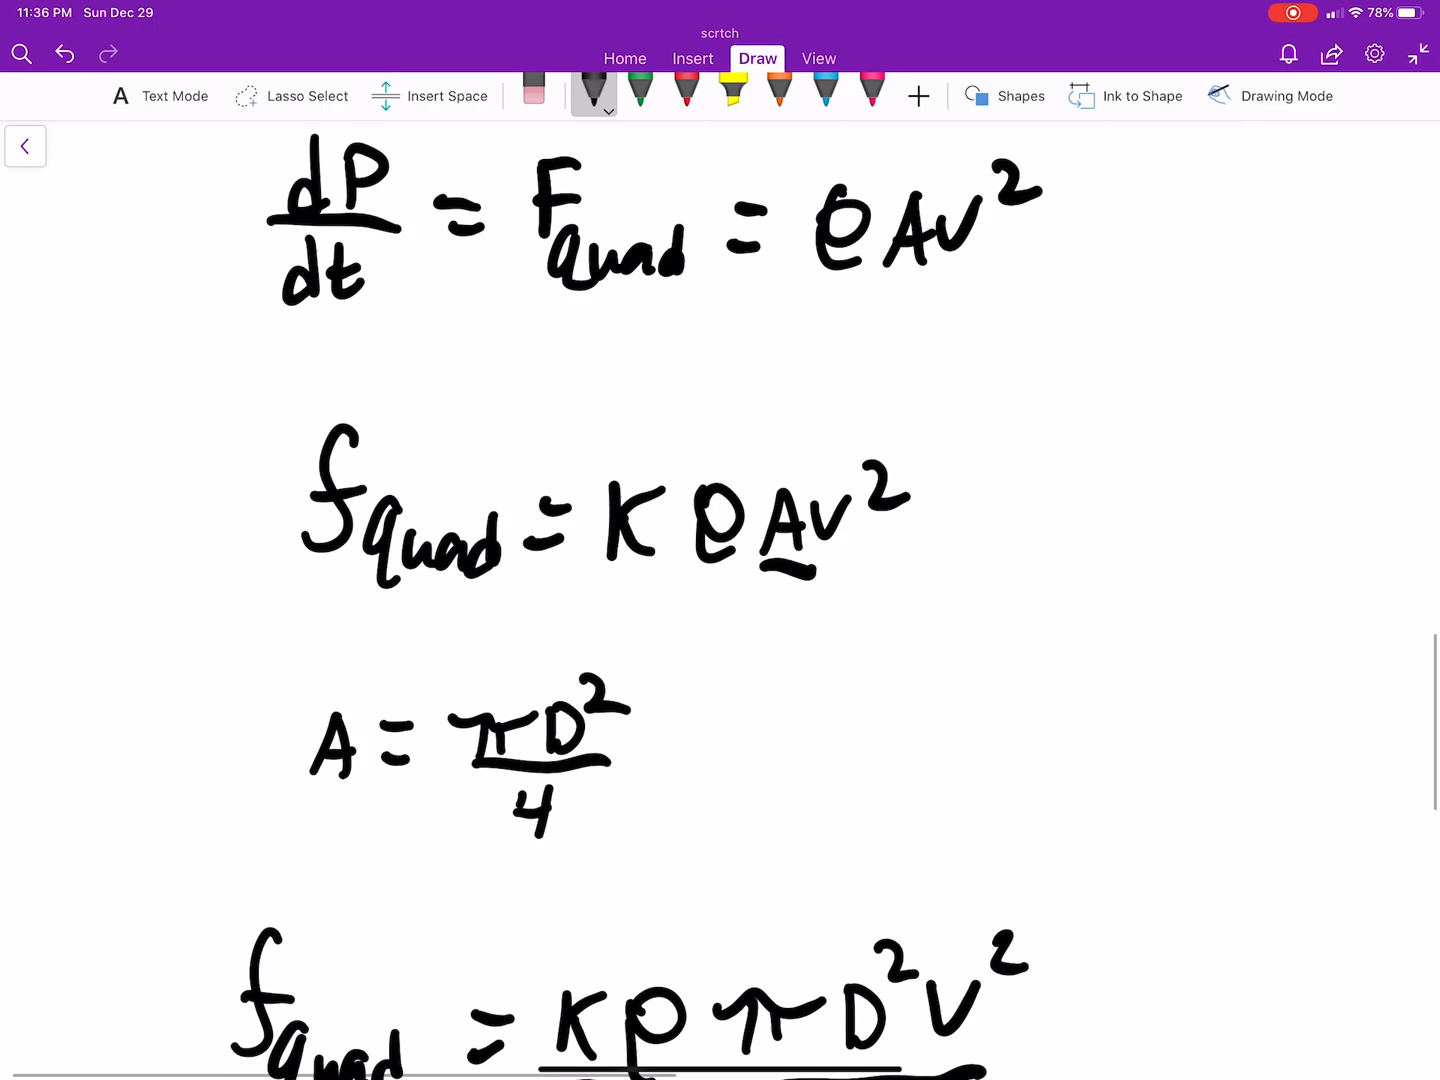 11:36 PM Sun Dec 29 78%
scrtch
Home Insert Draw View
A Text Mode Lasso Select Insert Space Shapes Ink to Shape Drawing Mode
dP/dt = F_quad = ρAv²
f_quad = KρAv²
A = πD²/4
f_quad = KρπD²V²